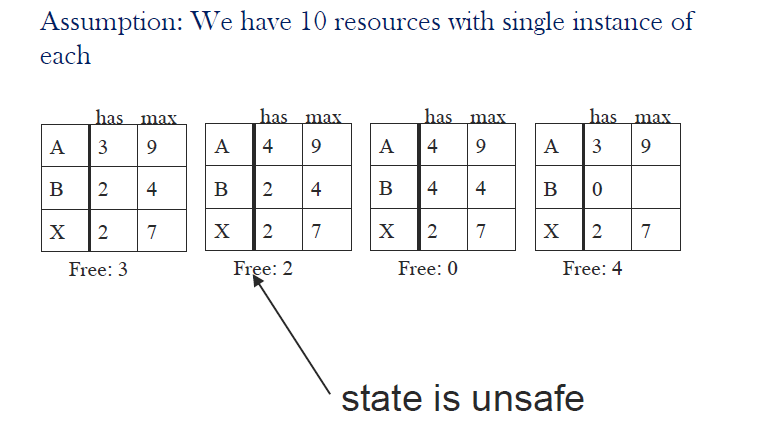 Assumption: We have 10 resources with single instance of
each
has max has max has max has max
A 3 9 A 4 9 A 4 9 A 3 9
B 2 4 B 2 4 B 4 4 B 0
X 2 7 X 2 7 X 2 7 X 2 7
Free: 3 Free: 2 Free: 0 Free: 4
state is unsafe